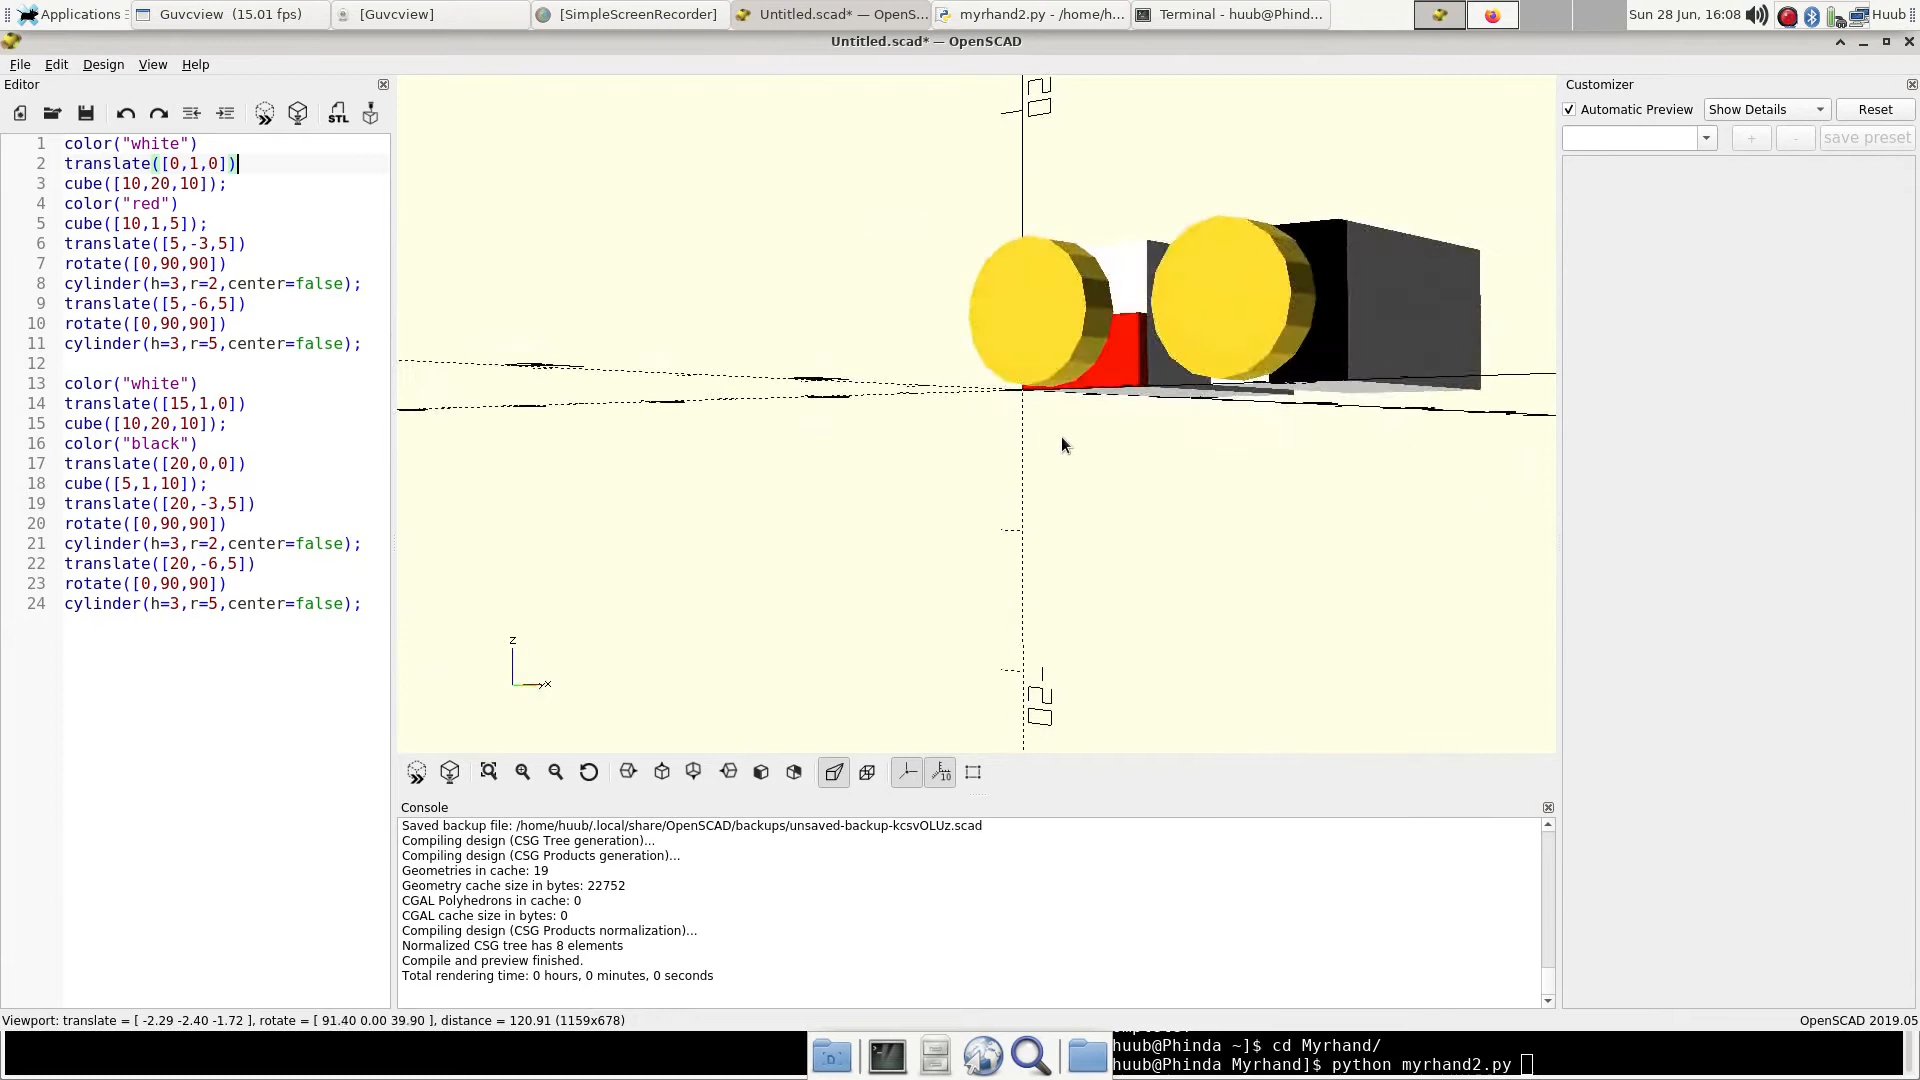 Applications
Guvcview (15.01 fps)
[Guvcview]
[SimpleScreenRecorder]
Untitled.scad* — OpenS...
myrhand2.py - /home/h...
Terminal - huub@Phind...
Sun 28 Jun, 16:08
Huub
Untitled.scad* — OpenSCAD
File Edit Design View Help
Editor
STL
1 color("white")
2 translate([0,1,0])
3 cube([10,20,10]);
4 color("red")
5 cube([10,1,5]);
6 translate([5,-3,5])
7 rotate([0,90,90])
8 cylinder(h=3,r=2,center=false);
9 translate([5,-6,5])
10 rotate([0,90,90])
11 cylinder(h=3,r=5,center=false);
12
13 color("white")
14 translate([15,1,0])
15 cube([10,20,10]);
16 color("black")
17 translate([20,0,0])
18 cube([5,1,10]);
19 translate([20,-3,5])
20 rotate([0,90,90])
21 cylinder(h=3,r=2,center=false);
22 translate([20,-6,5])
23 rotate([0,90,90])
24 cylinder(h=3,r=5,center=false);
z
x
10
Customizer
Automatic Preview
Show Details
Reset
+
-
save preset
Console
Saved backup file: /home/huub/.local/share/OpenSCAD/backups/unsaved-backup-kcsvOLUz.scad
Compiling design (CSG Tree generation)...
Compiling design (CSG Products generation)...
Geometries in cache: 19
Geometry cache size in bytes: 22752
CGAL Polyhedrons in cache: 0
CGAL cache size in bytes: 0
Compiling design (CSG Products normalization)...
Normalized CSG tree has 8 elements
Compile and preview finished.
Total rendering time: 0 hours, 0 minutes, 0 seconds
Viewport: translate = [ -2.29 -2.40 -1.72 ], rotate = [ 91.40 0.00 39.90 ], distance = 120.91 (1159x678)
OpenSCAD 2019.05
huub@Phinda ~]$ cd Myrhand/
huub@Phinda Myrhand]$ python myrhand2.py